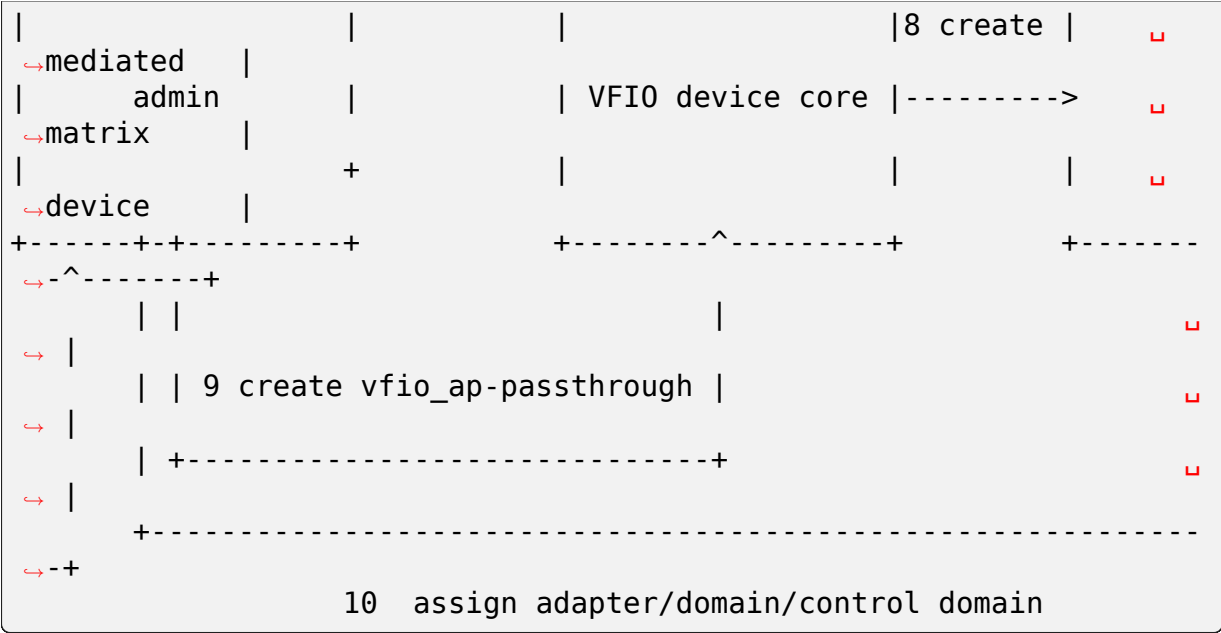 |                  |           |                  |8 create |    ␣
↪mediated   |
|      admin       |           | VFIO device core |--------->    ␣
↪matrix     |
|                  +           |                  |         |    ␣
↪device     |
+------+-+---------+           +--------^---------+         +-------
↪-^-------+
       | |                              |                          ␣
↪ |
       | | 9 create vfio_ap-passthrough |                          ␣
↪ |
       | +------------------------------+                          ␣
↪ |
       +------------------------------------------------------------
↪-+
                   10  assign adapter/domain/control domain